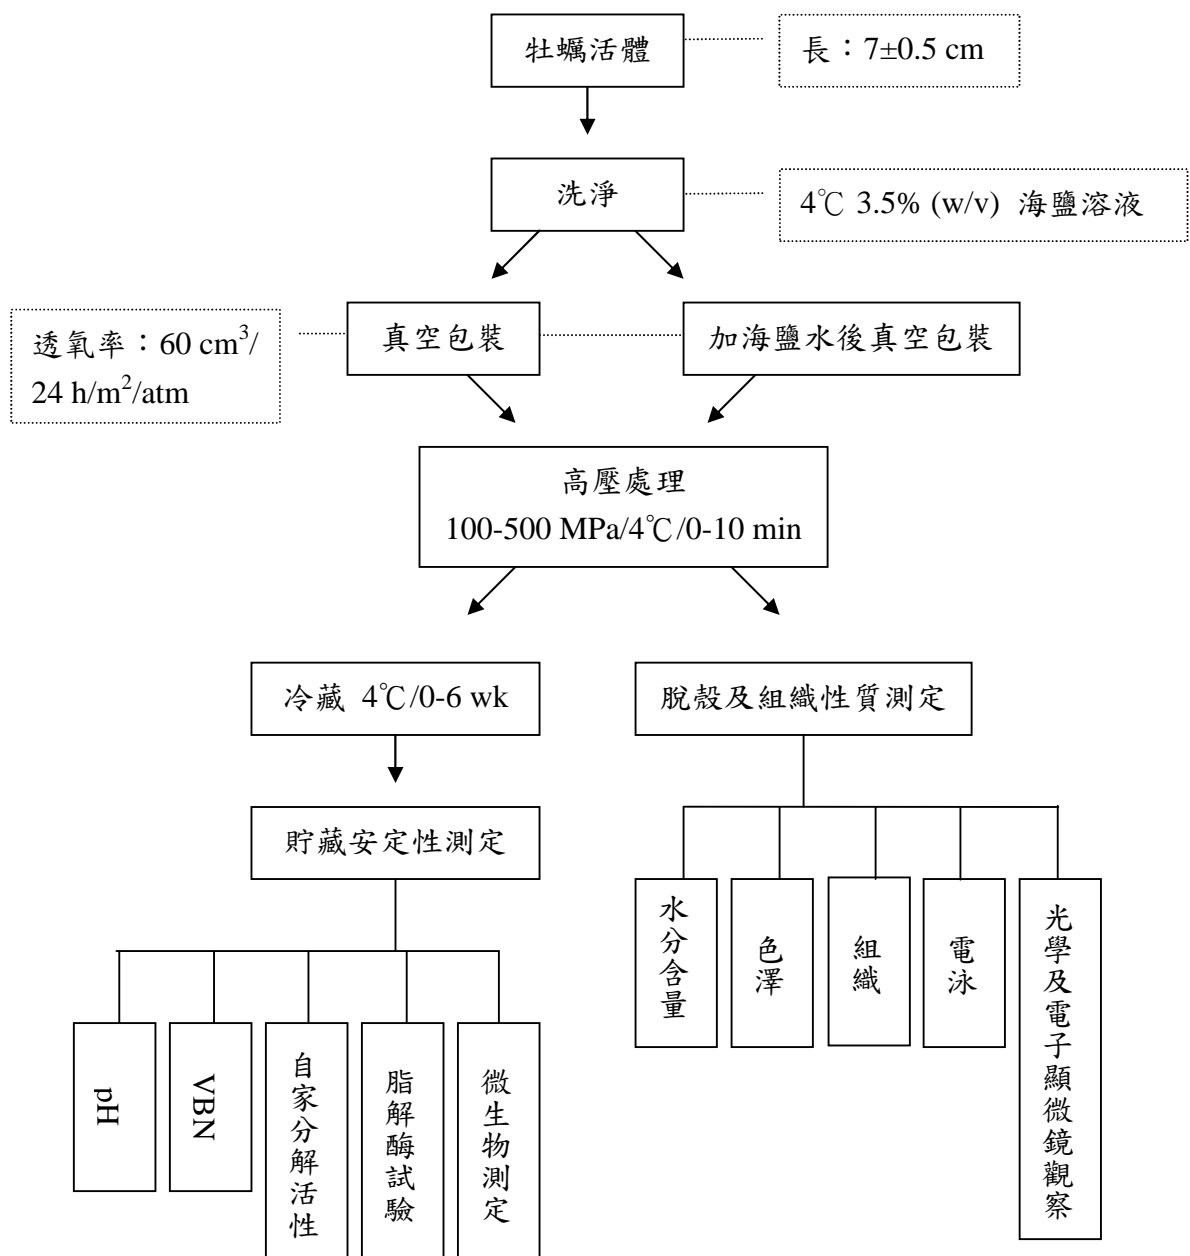 牡蠣活體
長：7±0.5 cm
洗淨
4℃ 3.5% (w/v) 海鹽溶液
透氧率：60 cm³/
24 h/m²/atm
真空包裝
加海鹽水後真空包裝
高壓處理
100-500 MPa/4℃/0-10 min
冷藏 4℃/0-6 wk
脫殼及組織性質測定
貯藏安定性測定
水分含量
色澤
組織
電泳
光學及電子顯微鏡觀察
pH
VBN
自家分解活性
脂解酶試驗
微生物測定